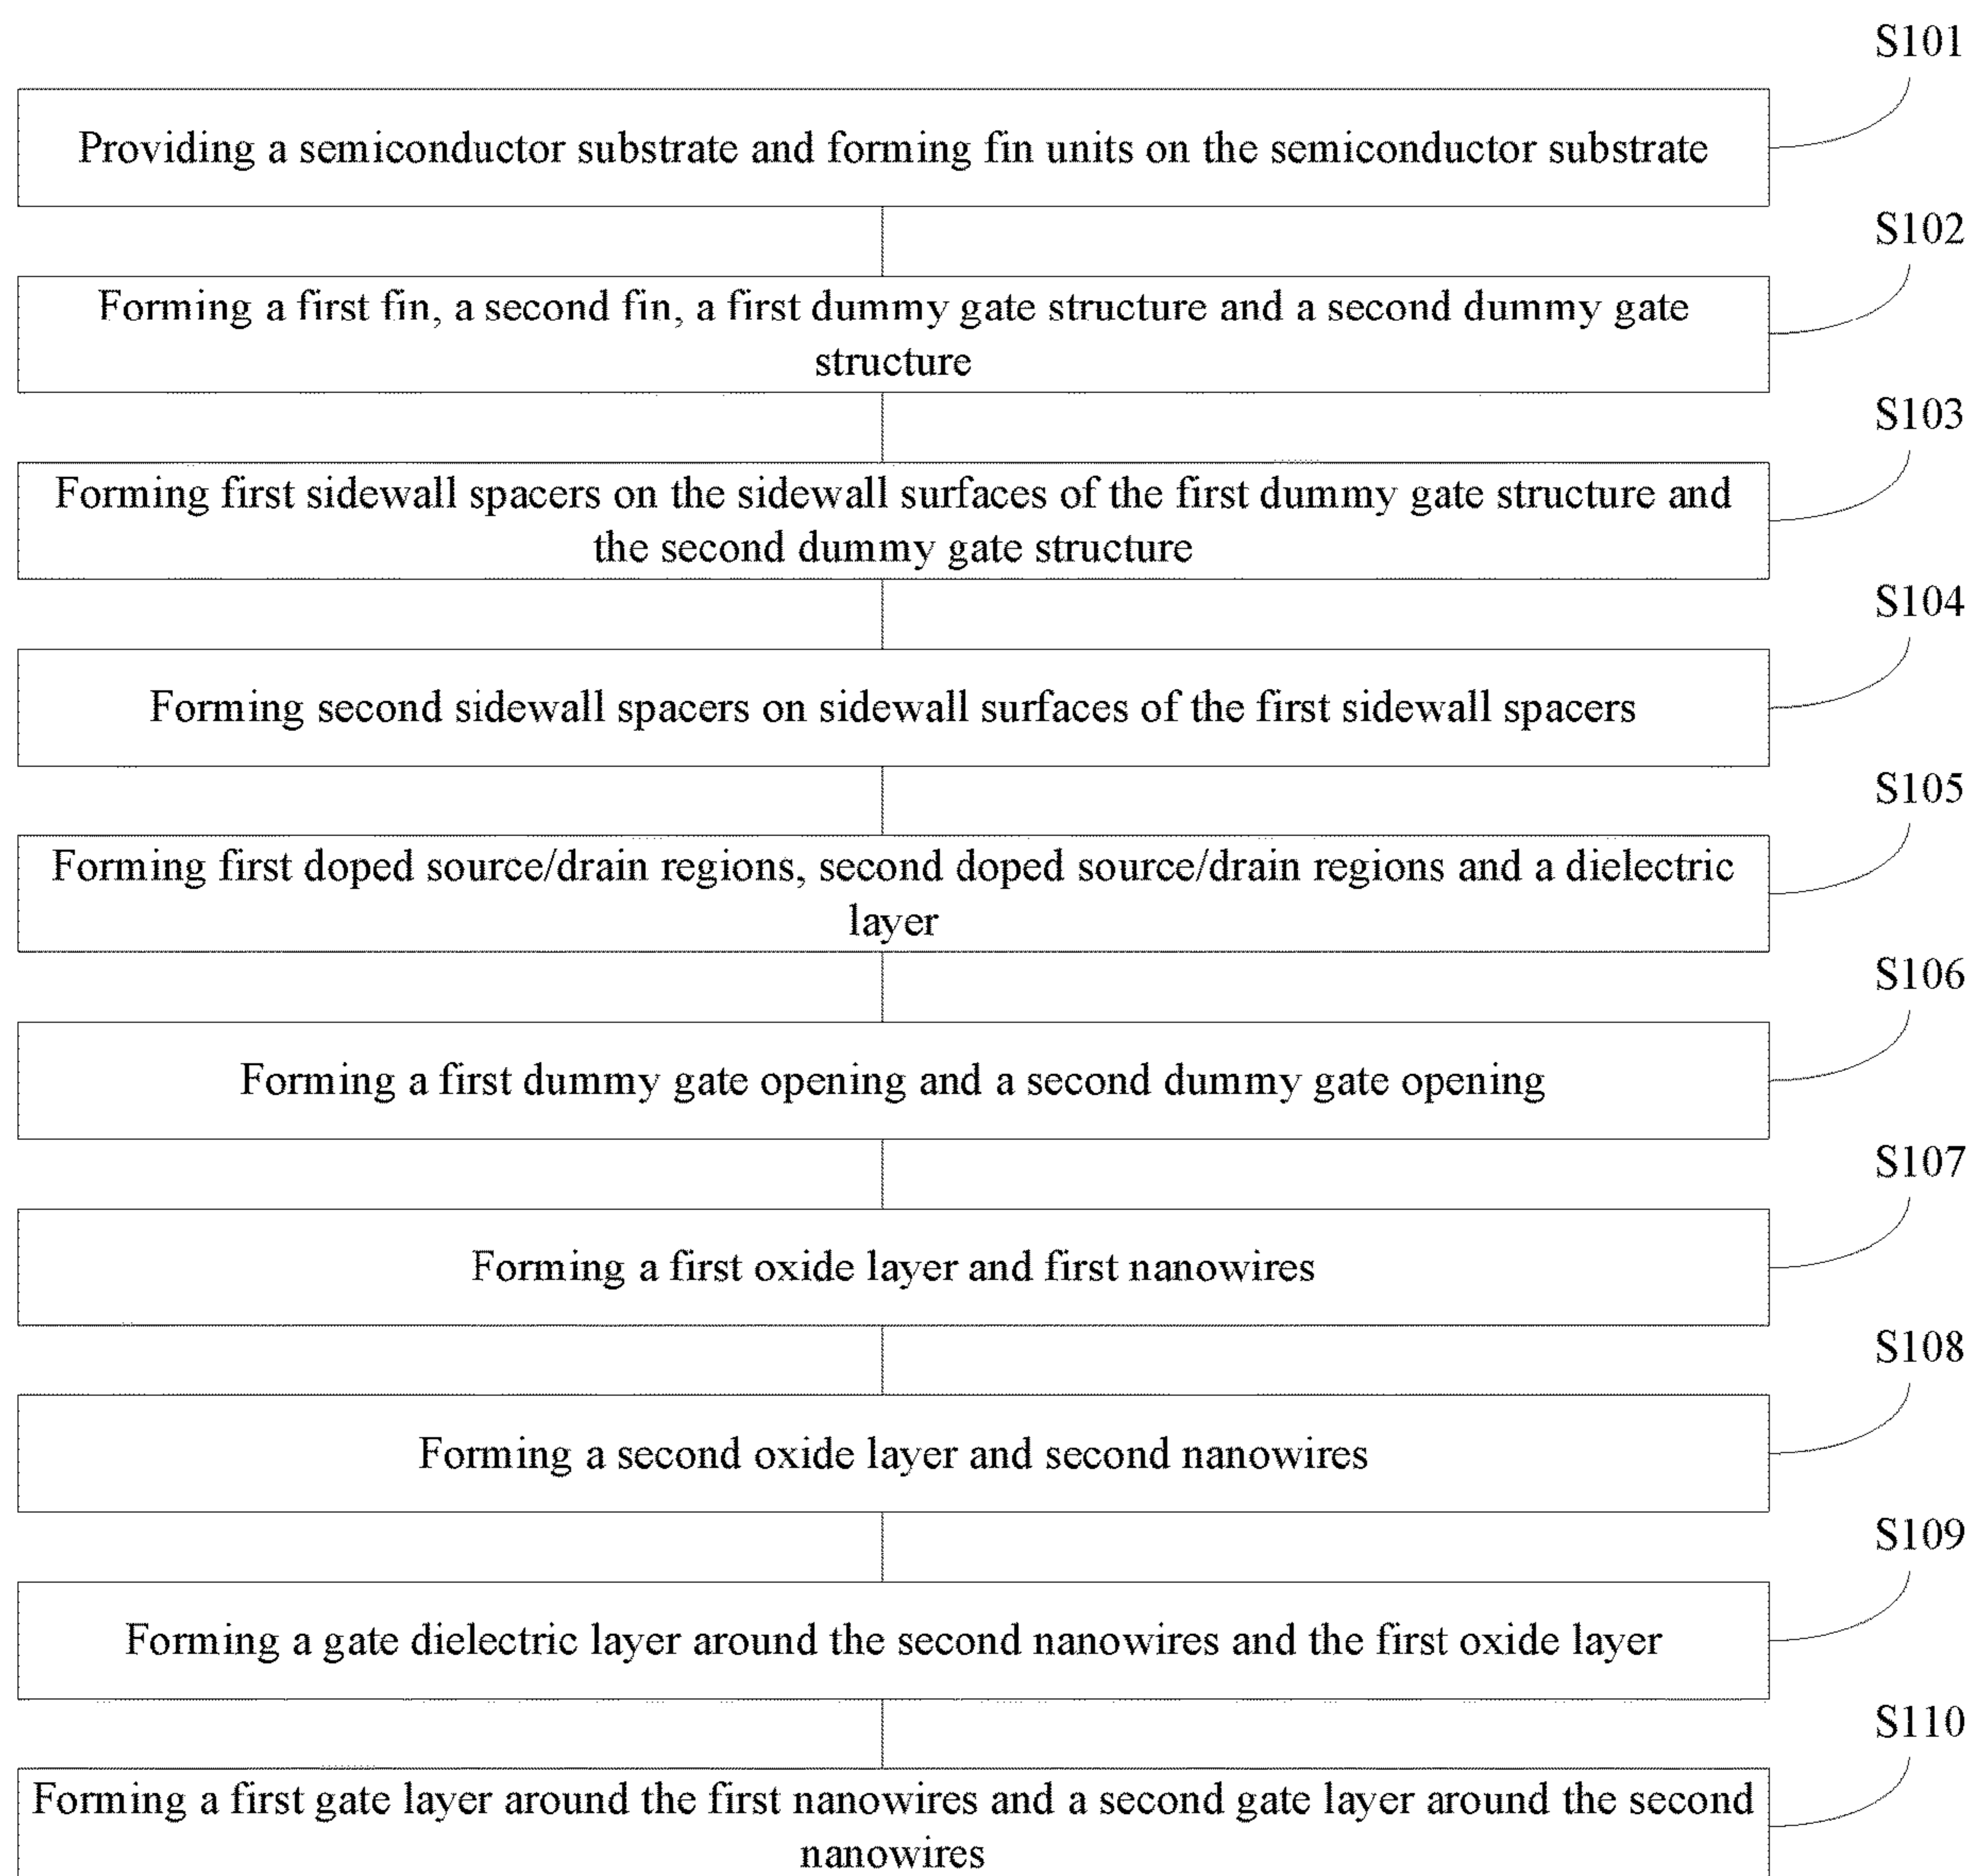 S101
Providing a semiconductor substrate and forming fin units on the semiconductor substrate
S102
Forming a first fin, a second fin, a first dummy gate structure and a second dummy gate
structure
S103
Forming first sidewall spacers on the sidewall surfaces of the first dummy gate structure and
the second dummy gate structure
S104
Forming second sidewall spacers on sidewall surfaces of the first sidewall spacers
S105
Forming first doped source/drain regions, second doped source/drain regions and a dielectric
layer
S106
Forming a first dummy gate opening and a second dummy gate opening
S107
Forming a first oxide layer and first nanowires
S108
Forming a second oxide layer and second nanowires
S109
Forming a gate dielectric layer around the second nanowires and the first oxide layer
S110
Forming a first gate layer around the first nanowires and a second gate layer around the second
nanowires